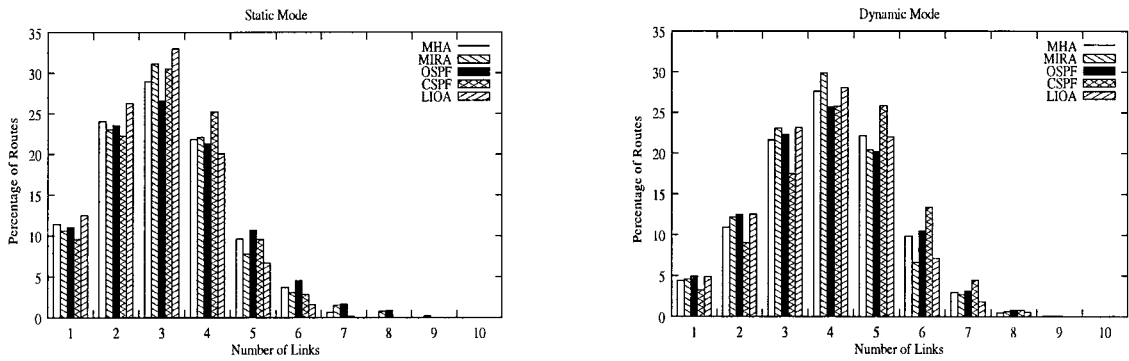 Static Mode
35
30
25
20
15
10
5
0
Percentage of Routes
MHA
MIRA
OSPF
CSPF
LIOA
1 2 3 4 5 6 7 8 9 10
Number of Links
Dynamic Mode
35
30
25
20
15
10
5
0
Percentage of Routes
MHA
MIRA
OSPF
CSPF
LIOA
1 2 3 4 5 6 7 8 9 10
Number of Links